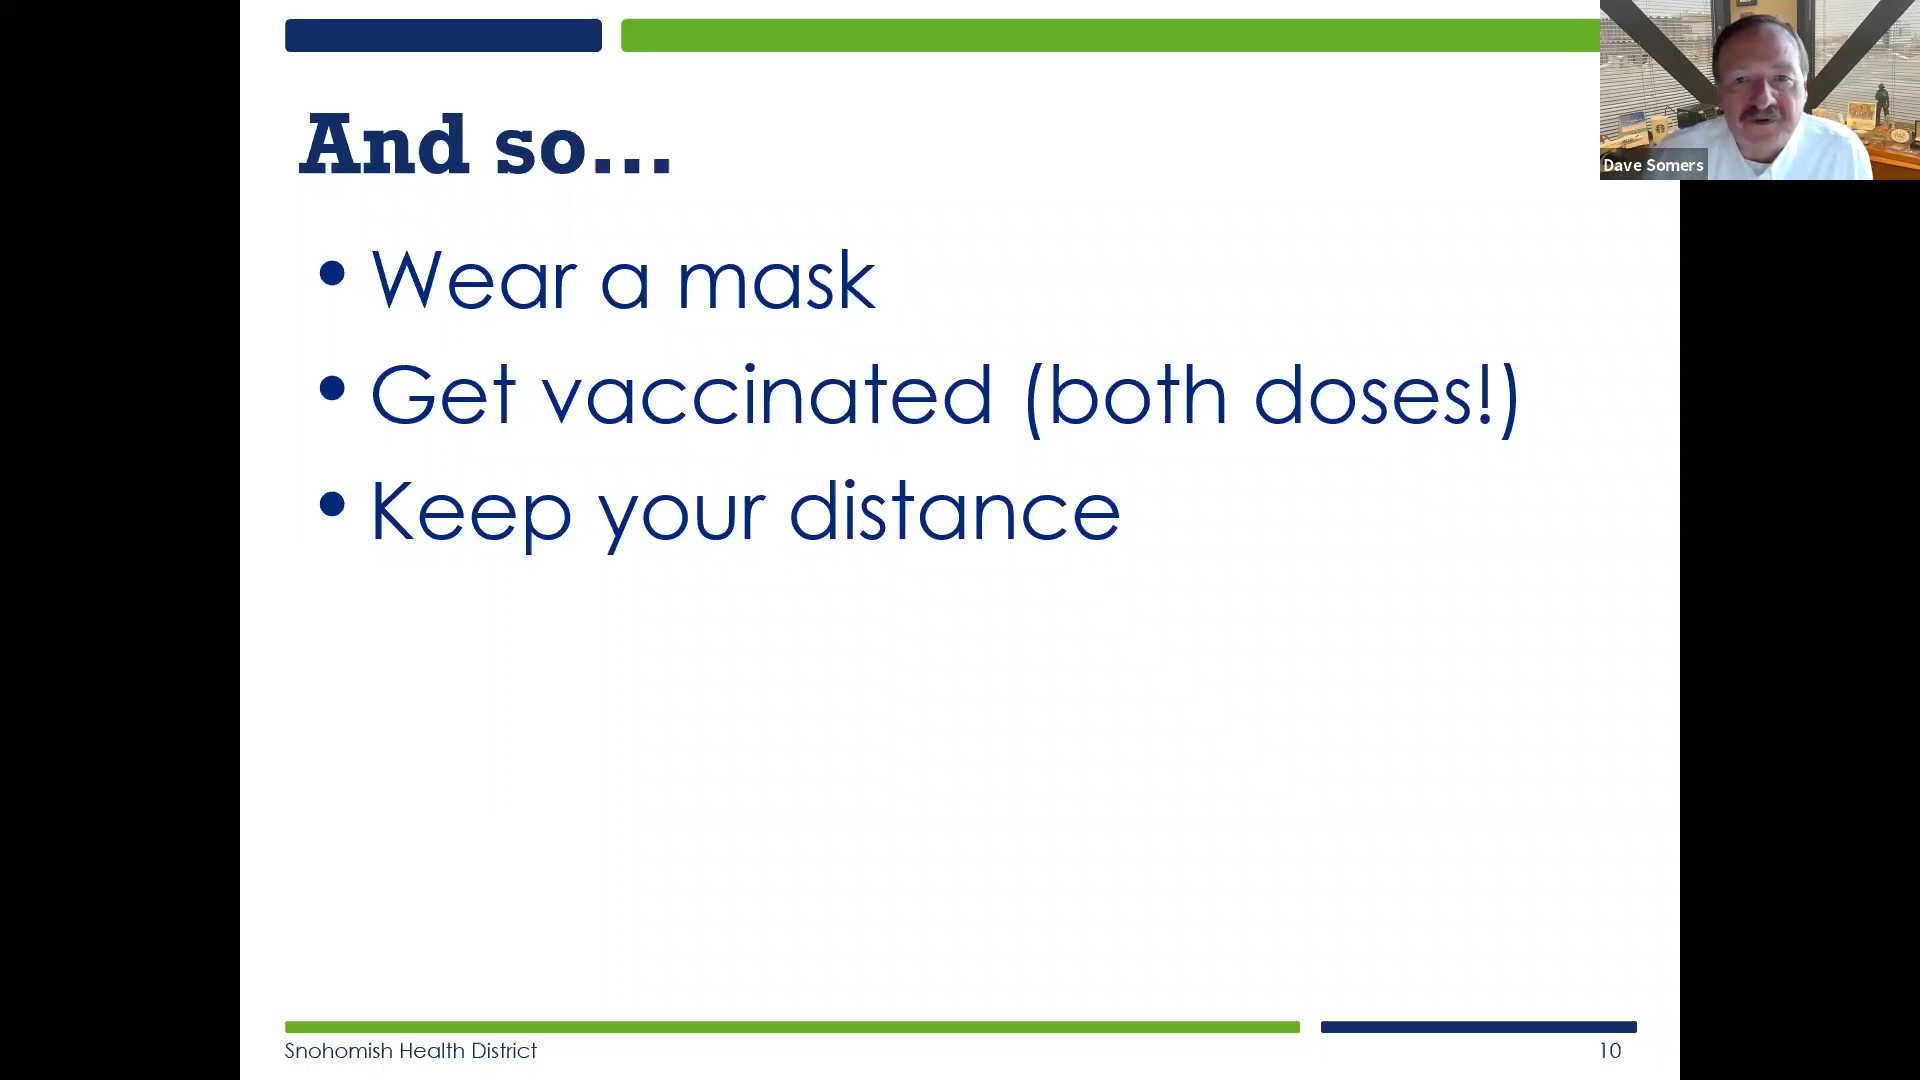 And so...
• Wear a mask
• Get vaccinated (both doses!)
• Keep your distance
Dave Somers
Snohomish Health District
10